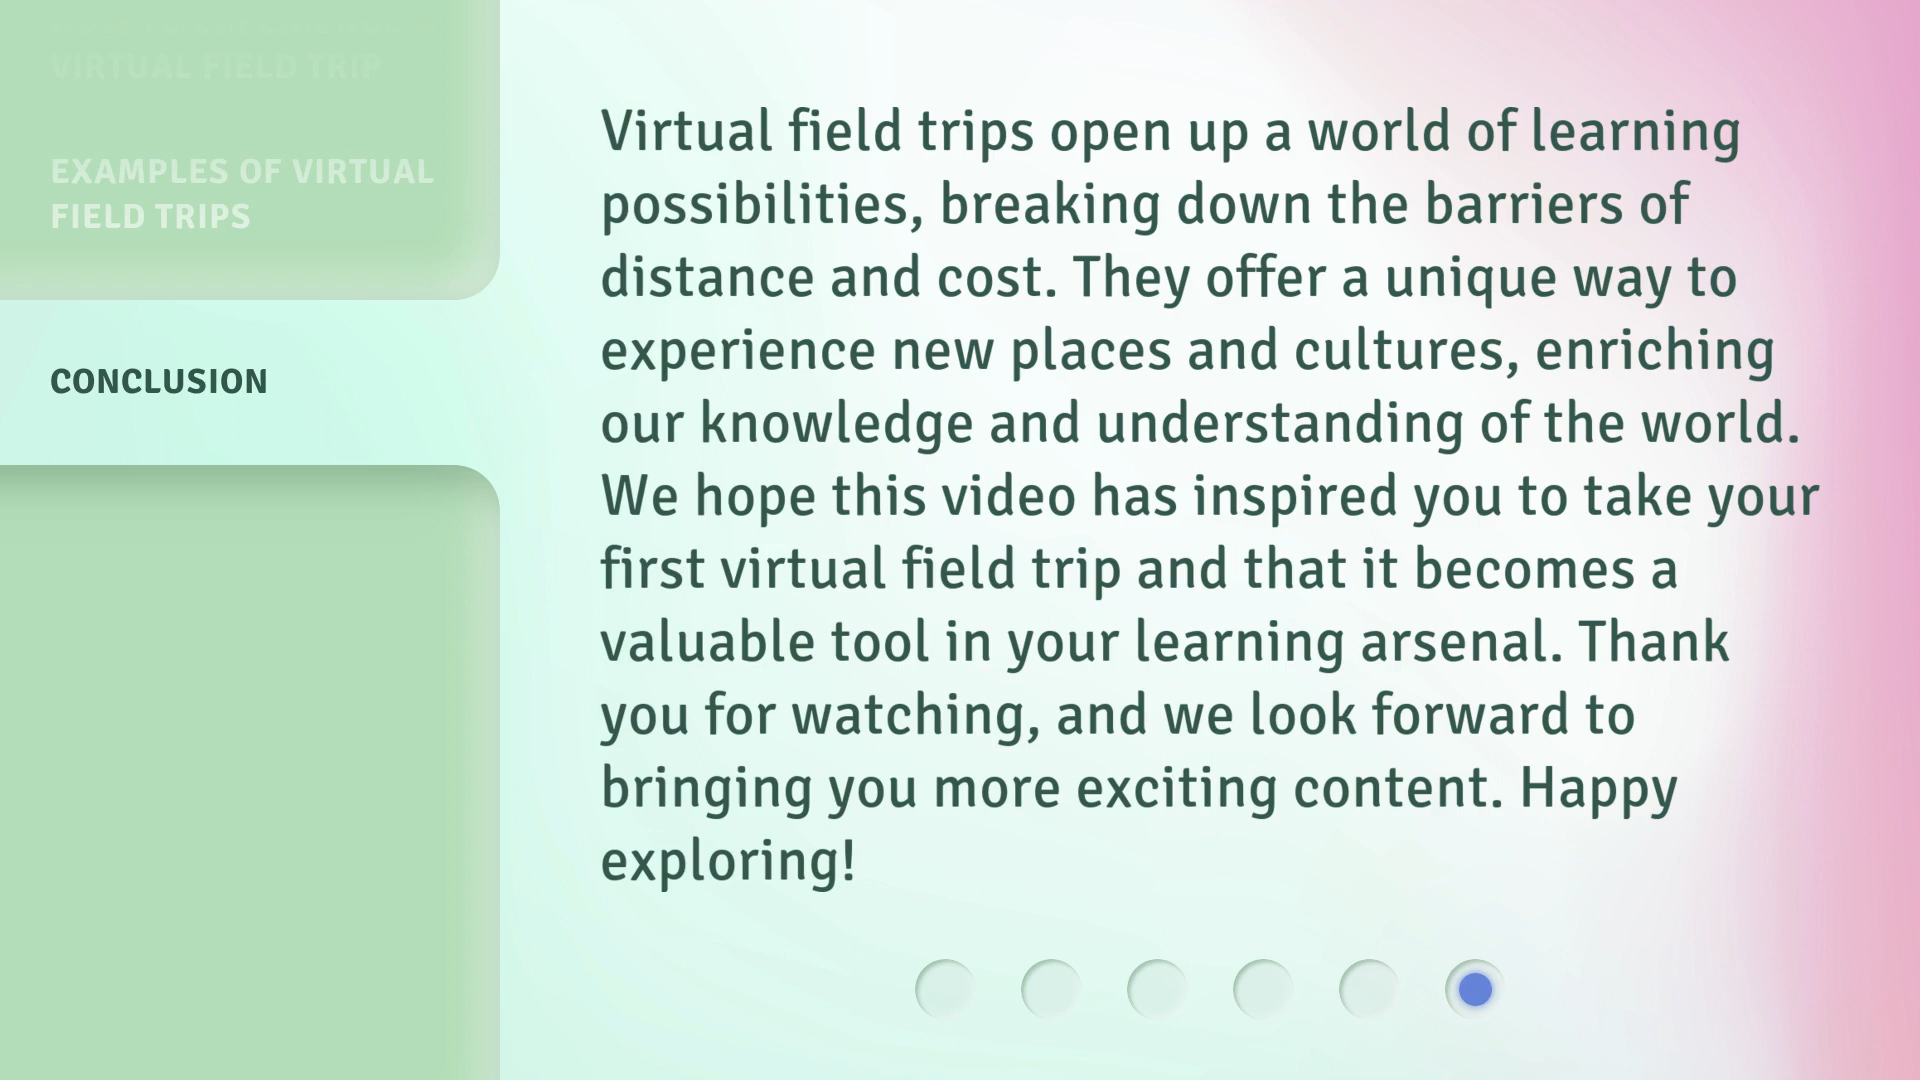 VIRTUAL FIELD TRIP
EXAMPLES OF VIRTUAL
FIELD TRIPS
CONCLUSION
Virtual field trips open up a world of learning
possibilities, breaking down the barriers of
distance and cost. They offer a unique way to
experience new places and cultures, enriching
our knowledge and understanding of the world.
We hope this video has inspired you to take your
first virtual field trip and that it becomes a
valuable tool in your learning arsenal. Thank
you for watching, and we look forward to
bringing you more exciting content. Happy
exploring!